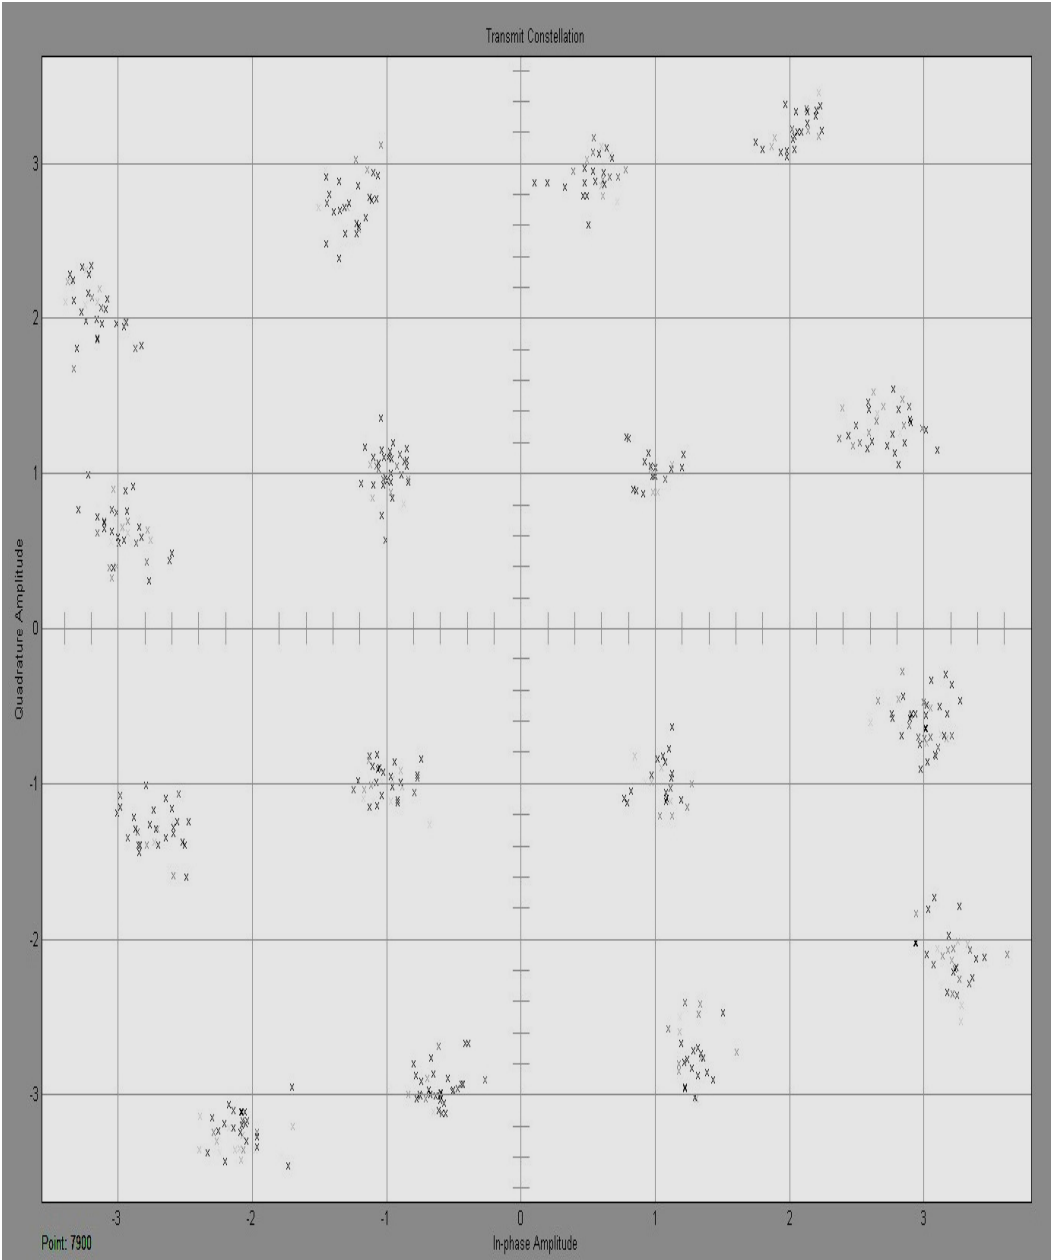 Transmit Constellation
3
2
1
0
-1
-2
-3
Quadrature Amplitude
-3 -2 -1 0 1 2 3
Point: 7900 In-phase Amplitude